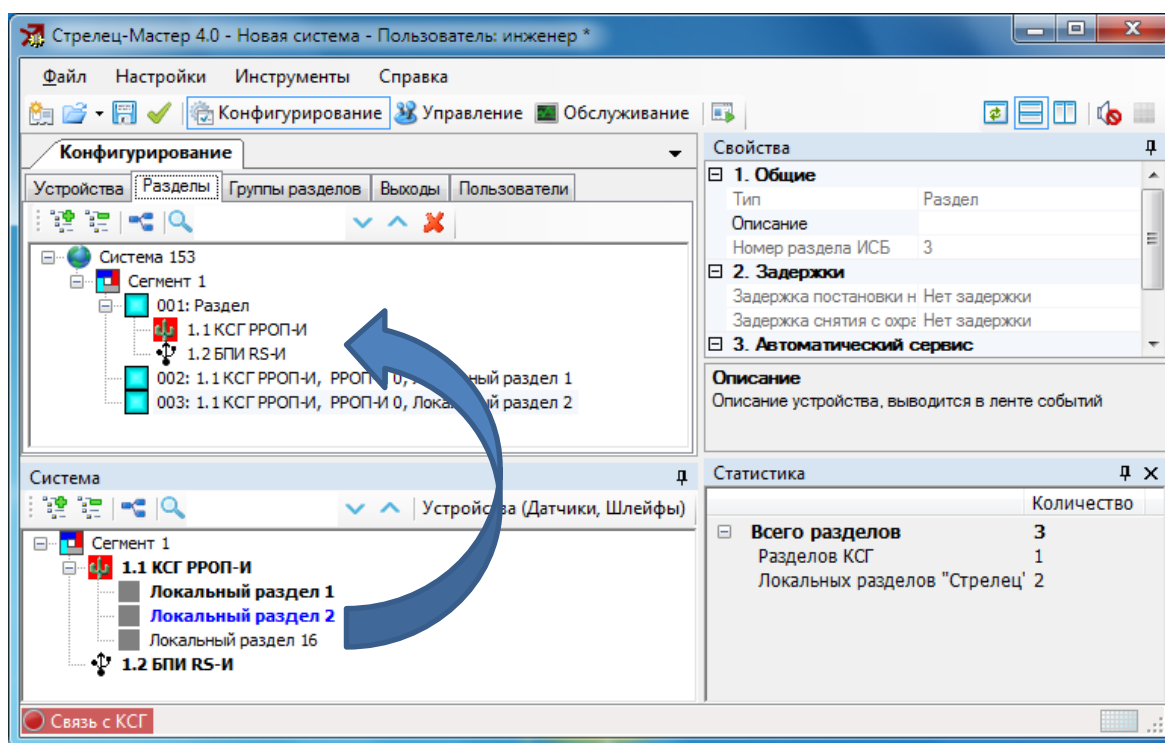 Стрелец-Мастер 4.0 - Новая система - Пользователь: инженер *
Файл Настройки Инструменты Справка
Конфигурирование Управление Обслуживание
Конфигурирование
Устройства Разделы Группы разделов Выходы Пользователи
Система 153
Сегмент 1
001: Раздел
1.1 КСГ РРОП-И
1.2 БПИ RS-И
002: 1.1 КСГ РРОП-И, РРОП-И 0, раздел 1
003: 1.1 КСГ РРОП-И, РРОП-И 0, Локальный раздел 2
Система
Устройства (Датчики, Шлейфы)
Сегмент 1
1.1 КСГ РРОП-И
Локальный раздел 1
Локальный раздел 2
Локальный раздел 16
1.2 БПИ RS-И
Свойства
1. Общие
Тип Раздел
Описание
Номер раздела ИСБ 3
2. Задержки
Задержка постановки н Нет задержки
Задержка снятия с охра Нет задержки
3. Автоматический сервис
Описание
Описание устройства, выводится в ленте событий
Статистика
Количество
Всего разделов 3
Разделов КСГ 1
Локальных разделов "Стрелец" 2
Связь с КСГ